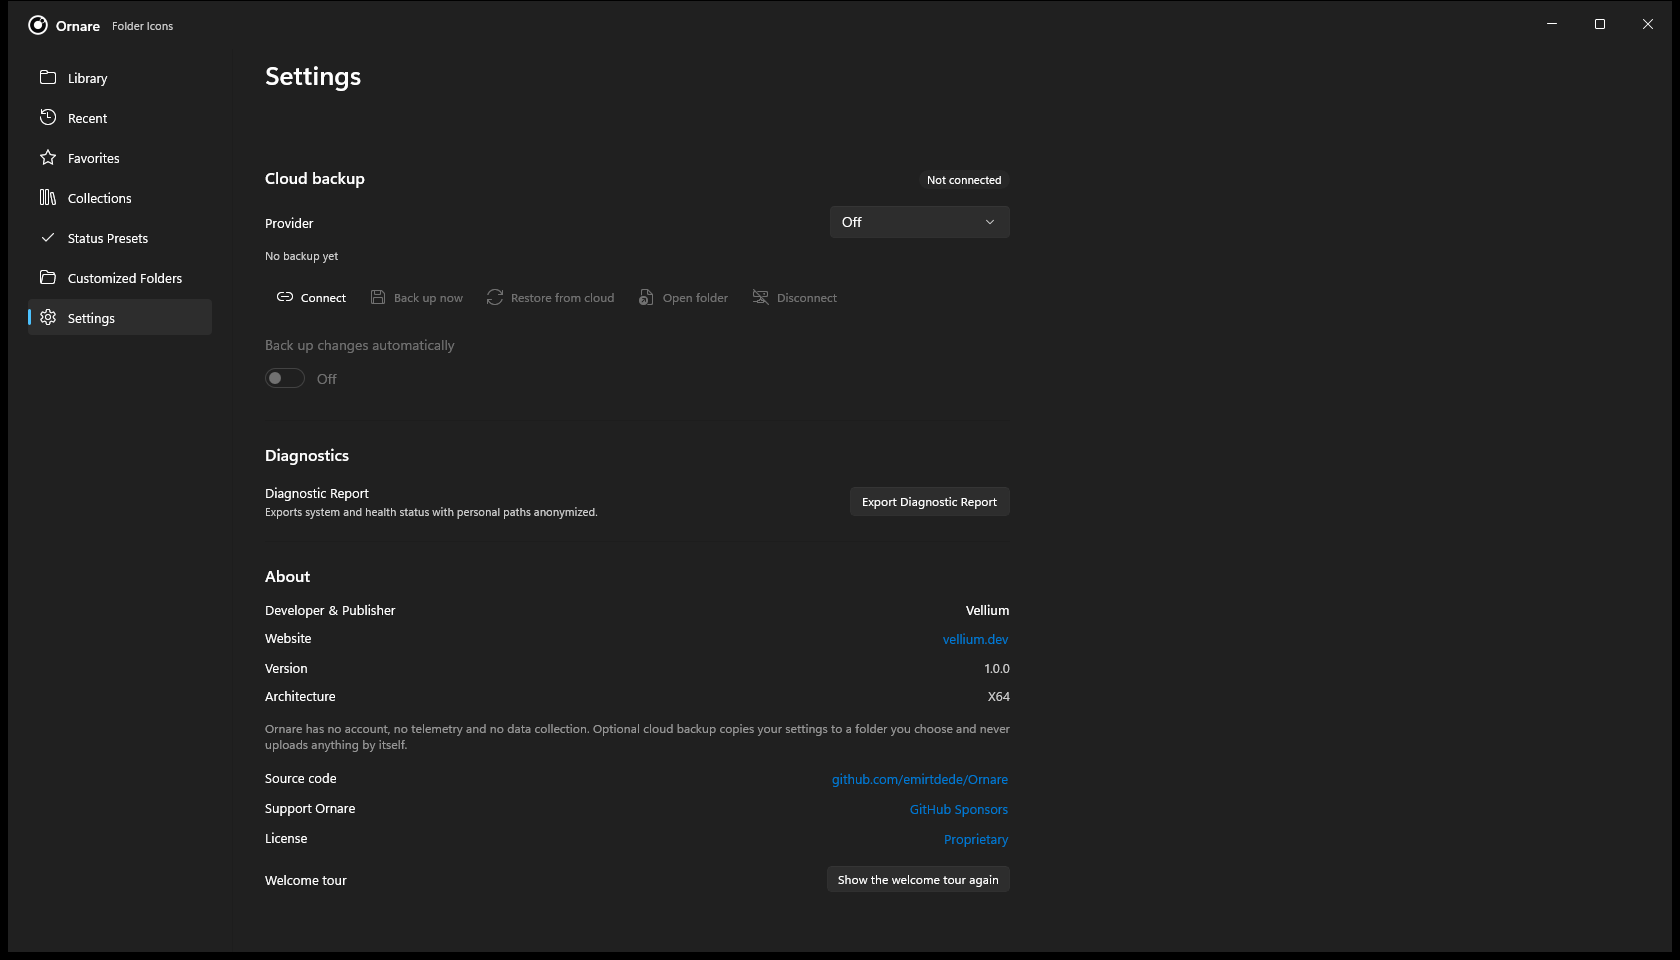 Ornare Folder Icons
Library
Recent
Favorites
Collections
Status Presets
Customized Folders
Settings
Settings
Cloud backup Not connected
Provider Off
No backup yet
Connect Back up now Restore from cloud Open folder Disconnect
Back up changes automatically
Off
Diagnostics
Diagnostic Report
Exports system and health status with personal paths anonymized.
Export Diagnostic Report
About
Developer & Publisher Vellium
Website vellium.dev
Version 1.0.0
Architecture X64
Ornare has no account, no telemetry and no data collection. Optional cloud backup copies your settings to a folder you choose and never
uploads anything by itself.
Source code github.com/emirtdede/Ornare
Support Ornare GitHub Sponsors
License Proprietary
Welcome tour Show the welcome tour again